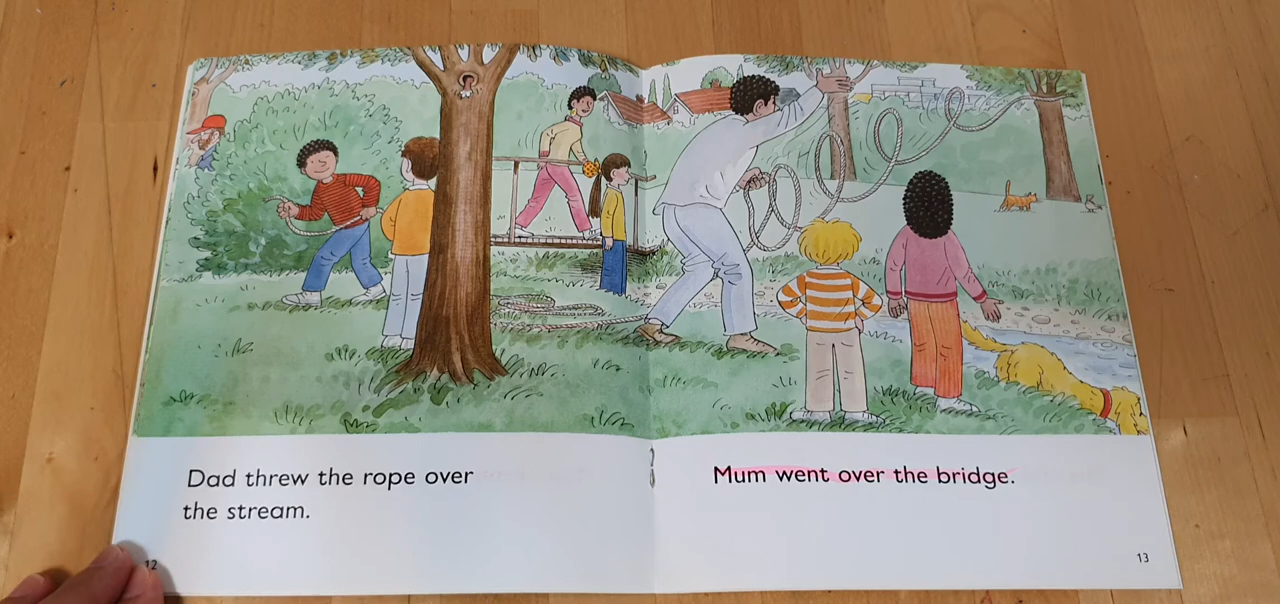 Dad threw the rope over
the stream.
12
Mum went over the bridge.
13